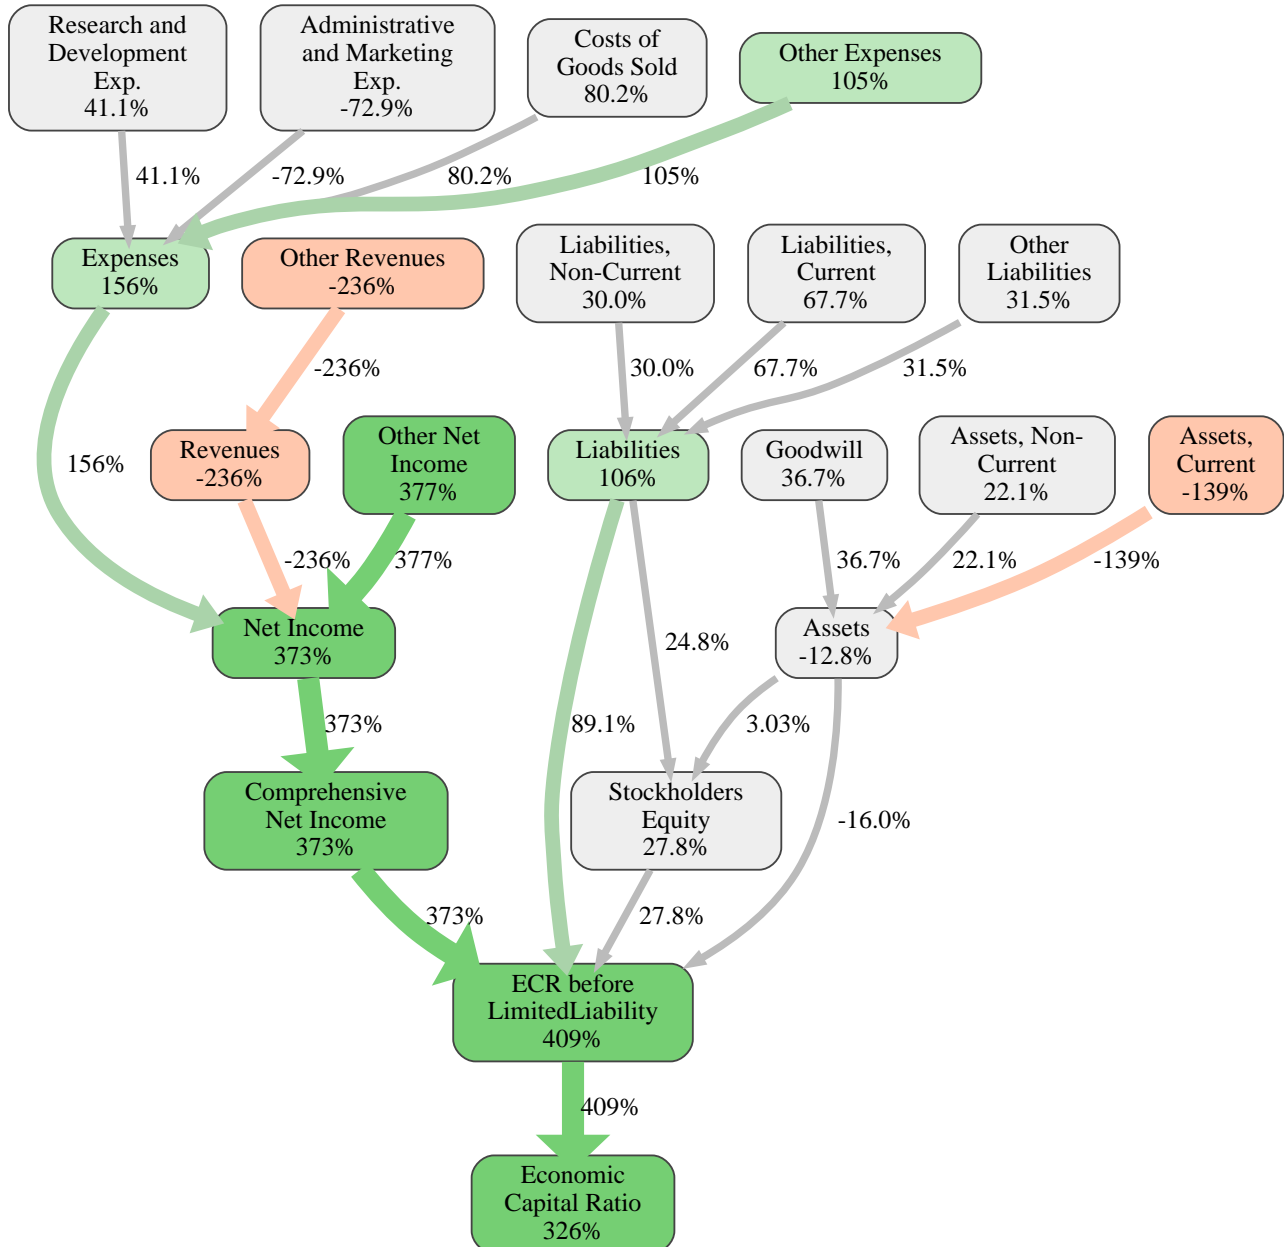 Research and
Development
Exp.
41.1%
Administrative
and Marketing
Exp.
-72.9%
Costs of
Goods Sold
80.2%
Other Expenses
105%
41.1%
-72.9%
80.2%
105%
Expenses
156%
Other Revenues
-236%
Liabilities,
Non-Current
30.0%
Liabilities,
Current
67.7%
Other
Liabilities
31.5%
-236%
30.0%
67.7%
31.5%
156%
Revenues
-236%
Other Net
Income
377%
Liabilities
106%
Goodwill
36.7%
Assets, Non-
Current
22.1%
Assets,
Current
-139%
-236%
377%
36.7%
22.1%
-139%
Net Income
373%
24.8%
Assets
-12.8%
373%
89.1%
3.03%
Comprehensive
Net Income
373%
Stockholders
Equity
27.8%
-16.0%
373%
27.8%
ECR before
LimitedLiability
409%
409%
Economic
Capital Ratio
326%